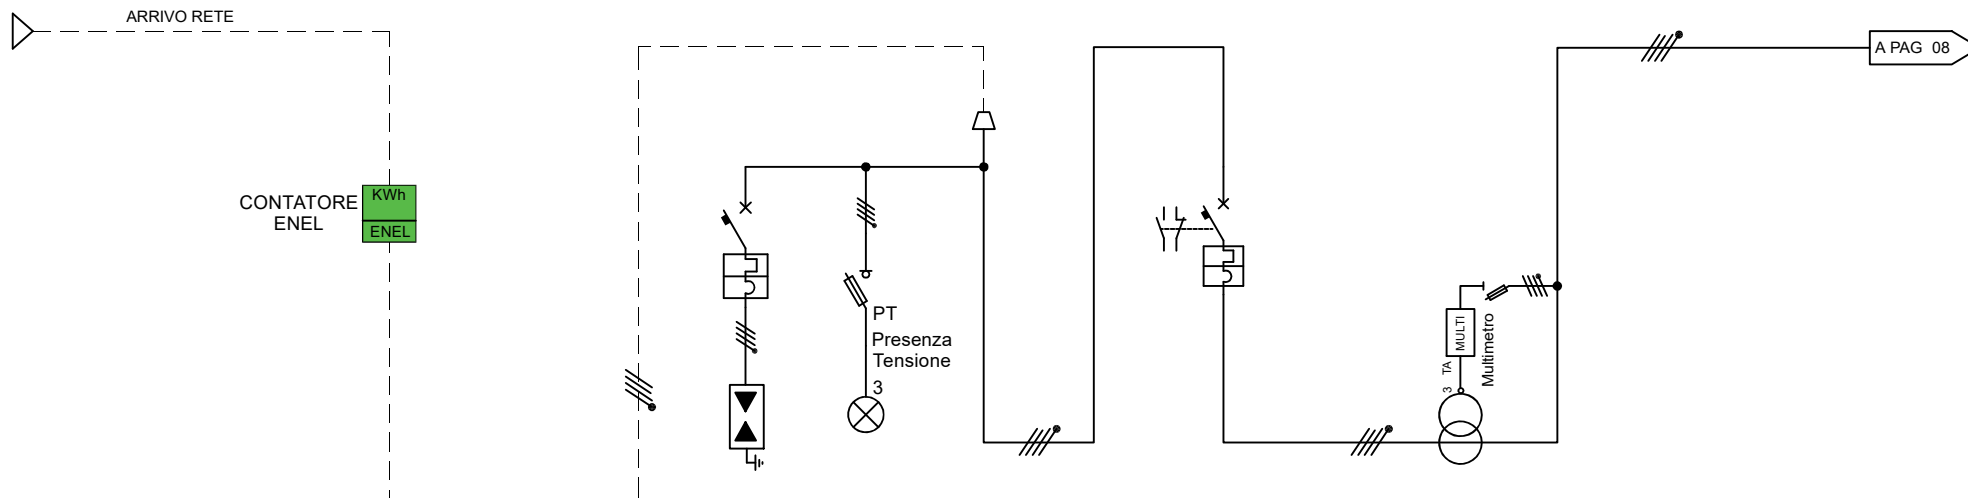 ARRIVO RETE
A PAG 08
CONTATORE
ENEL
KWh
ENEL
PT
Presenza
Tensione
3
MULTI
Multimetro
3 TA